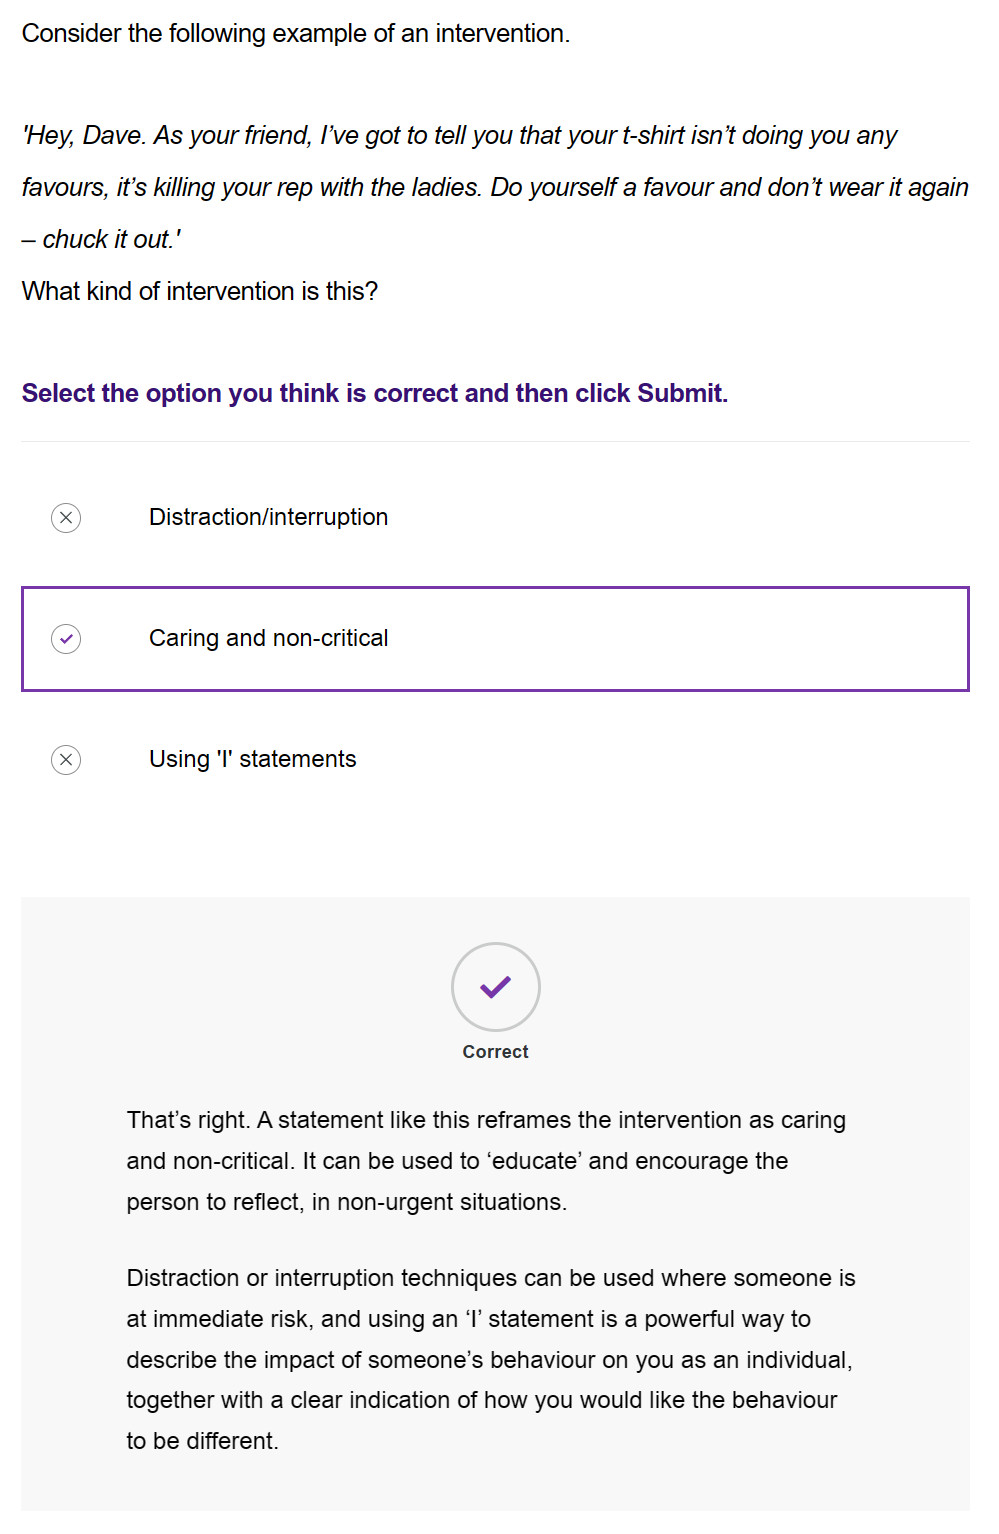 Consider the following example of an intervention.
'Hey, Dave. As your friend, I’ve got to tell you that your t-shirt isn’t doing you any
favours, it’s killing your rep with the ladies. Do yourself a favour and don’t wear it again
– chuck it out.'
What kind of intervention is this?
Select the option you think is correct and then click Submit.
Distraction/interruption
Caring and non-critical
Using 'I' statements
Correct
That’s right. A statement like this reframes the intervention as caring
and non-critical. It can be used to ‘educate’ and encourage the
person to reflect, in non-urgent situations.
Distraction or interruption techniques can be used where someone is
at immediate risk, and using an ‘I’ statement is a powerful way to
describe the impact of someone’s behaviour on you as an individual,
together with a clear indication of how you would like the behaviour
to be different.